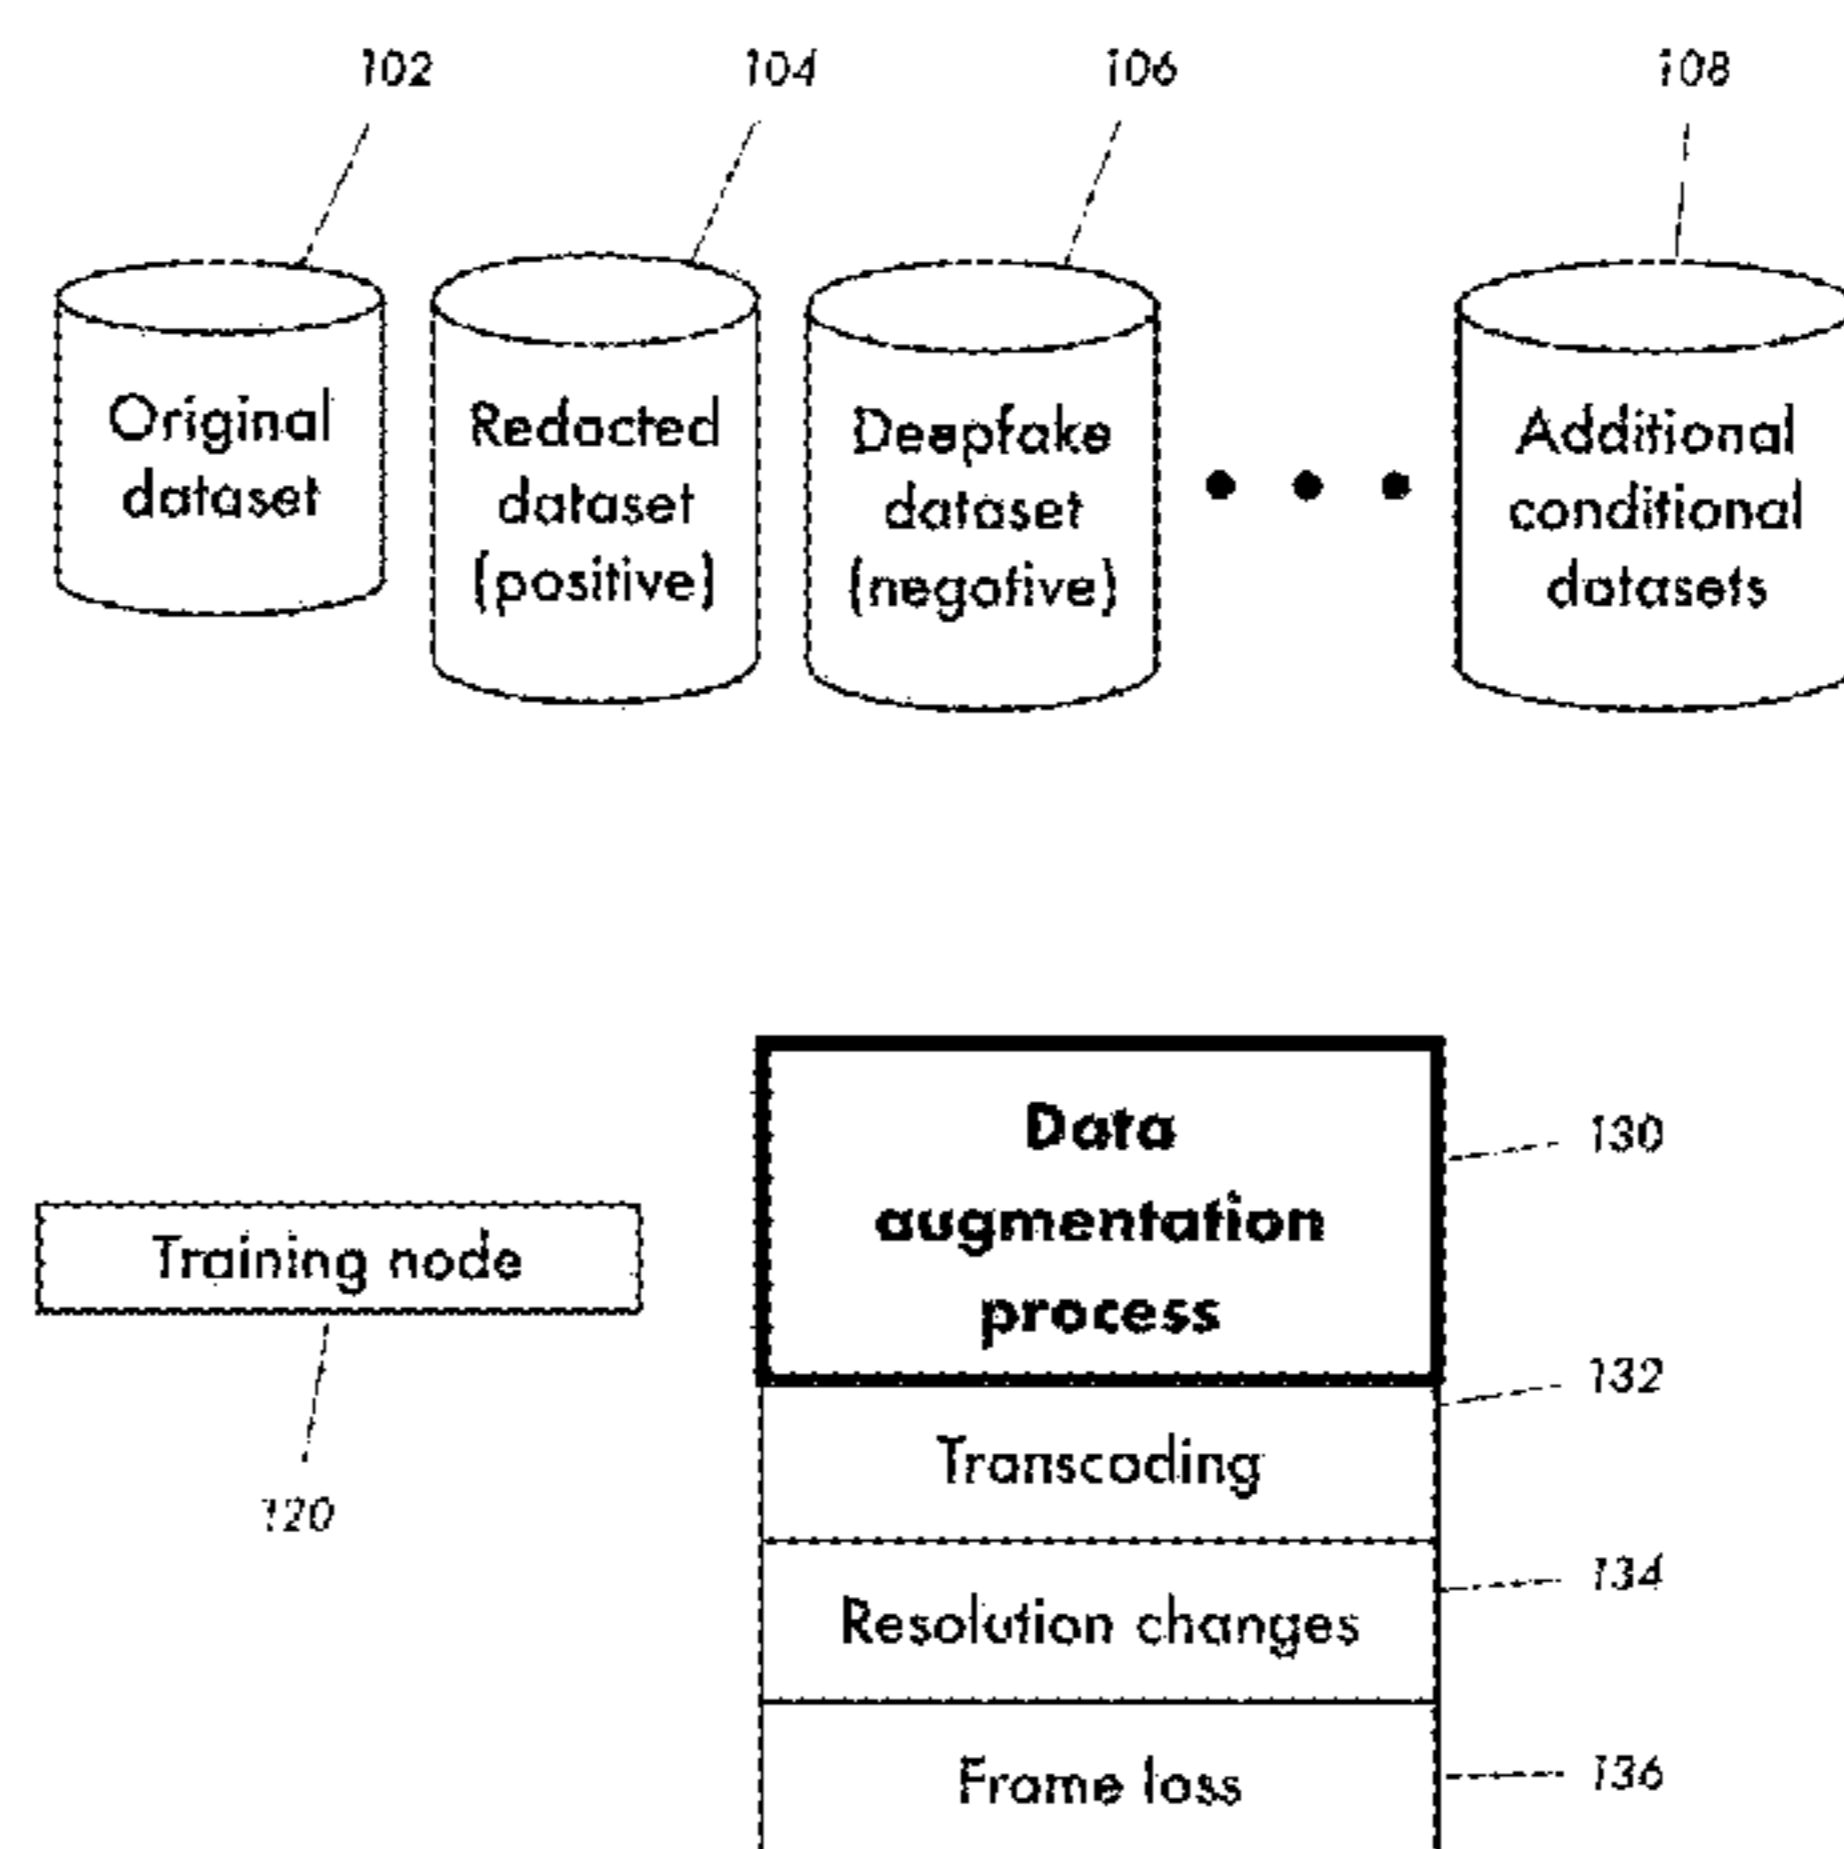 102
104
106
108
Original
dataset
Redacted
dataset
(positive)
Deepfake
dataset
(negative)
Additional
conditional
datasets
Data
augmentation
process
130
Training node
120
132
Transcoding
134
Resolution changes
136
Frame loss